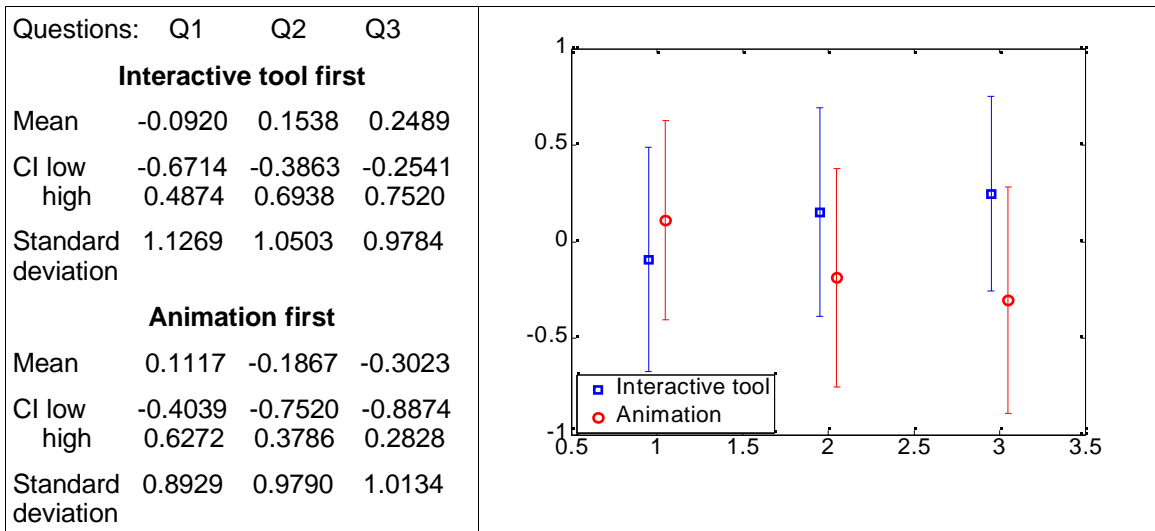 Questions: Q1 Q2 Q3
Interactive tool first
Mean -0.0920 0.1538 0.2489
CI low -0.6714 -0.3863 -0.2541
high 0.4874 0.6938 0.7520
Standard 1.1269 1.0503 0.9784
deviation
Animation first
Mean 0.1117 -0.1867 -0.3023
CI low -0.4039 -0.7520 -0.8874
high 0.6272 0.3786 0.2828
Standard 0.8929 0.9790 1.0134
deviation
1
0.5
0
-0.5
-1
Interactive tool
Animation
0.5 1 1.5 2 2.5 3 3.5